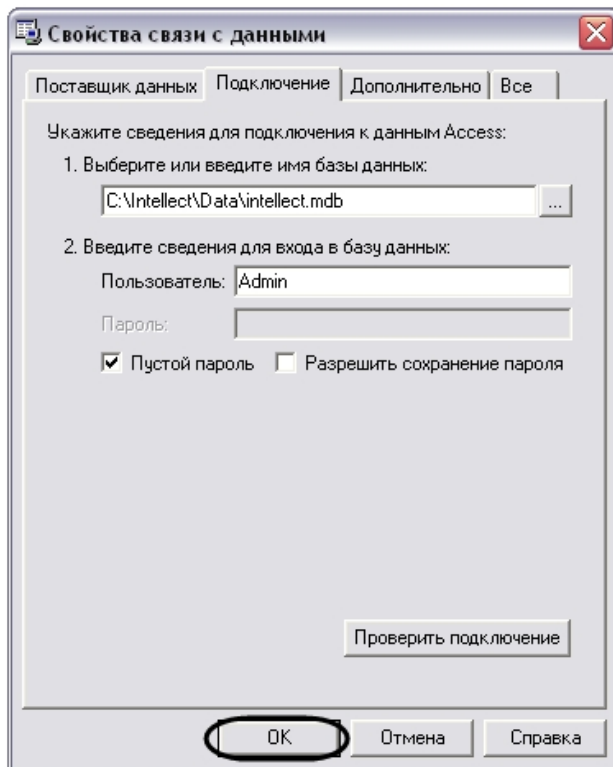 Свойства связи с данными
Поставщик данных Подключение Дополнительно Все
Укажите сведения для подключения к данным Access:
1. Выберите или введите имя базы данных:
C:\Intellect\Data\intellect.mdb ...
2. Введите сведения для входа в базу данных:
Пользователь: Admin
Пароль:
Пустой пароль Разрешить сохранение пароля
Проверить подключение
OK Отмена Справка